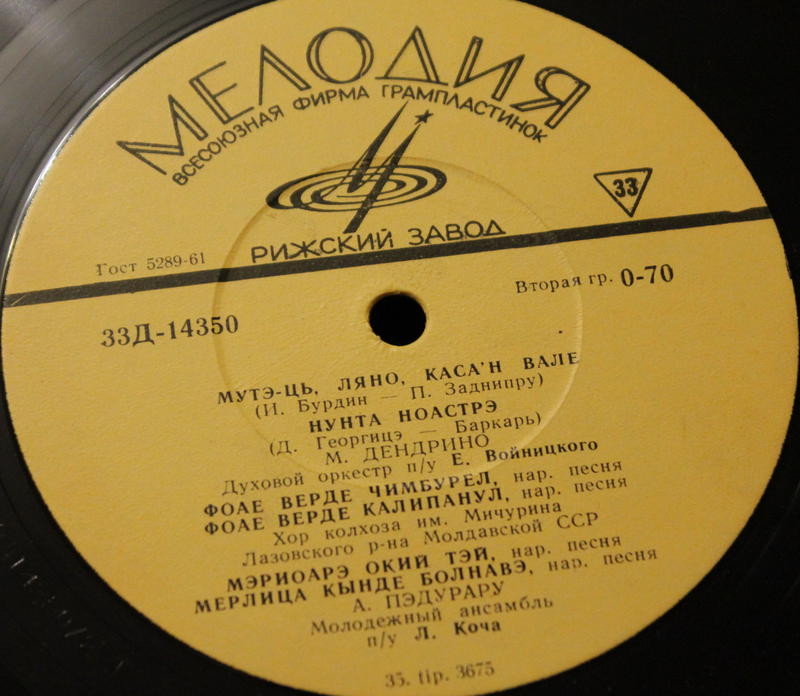 МЕЛОДИЯ
ВСЕСОЮЗНАЯ ФИРМА ГРАМПЛАСТИНОК
33
РИЖСКИЙ ЗАВОД
Гост 5289-61
Вторая гр. 0-70
33Д-14350
МУТЭ-ЦЬ, ЛЯНО, КАСА'Н ВАЛЕ
(И. Бурдин — П. Заднипру)
НУНТА НОАСТРЭ
(Д. Георгицэ — Баркарь)
М. ДЕНДРИНО
Духовой оркестр п/у Е. Войницкого
ФОАЕ ВЕРДЕ ЧИМБУРЕЛ, нар. песня
ФОАЕ ВЕРДЕ КАЛИПАНУЛ, нар. песня
Хор колхоза им. Мичурина
Лазовского р-на Молдавской ССР
МЭРИОАРЭ ОКИЙ ТЭЙ, нар. песня
МЕРЛИЦА КЫНДЕ БОЛНАВЭ, нар. песня
А. ПЭДУРАРУ
Молодежный ансамбль
п/у Л. Коча
35. tip. 3675